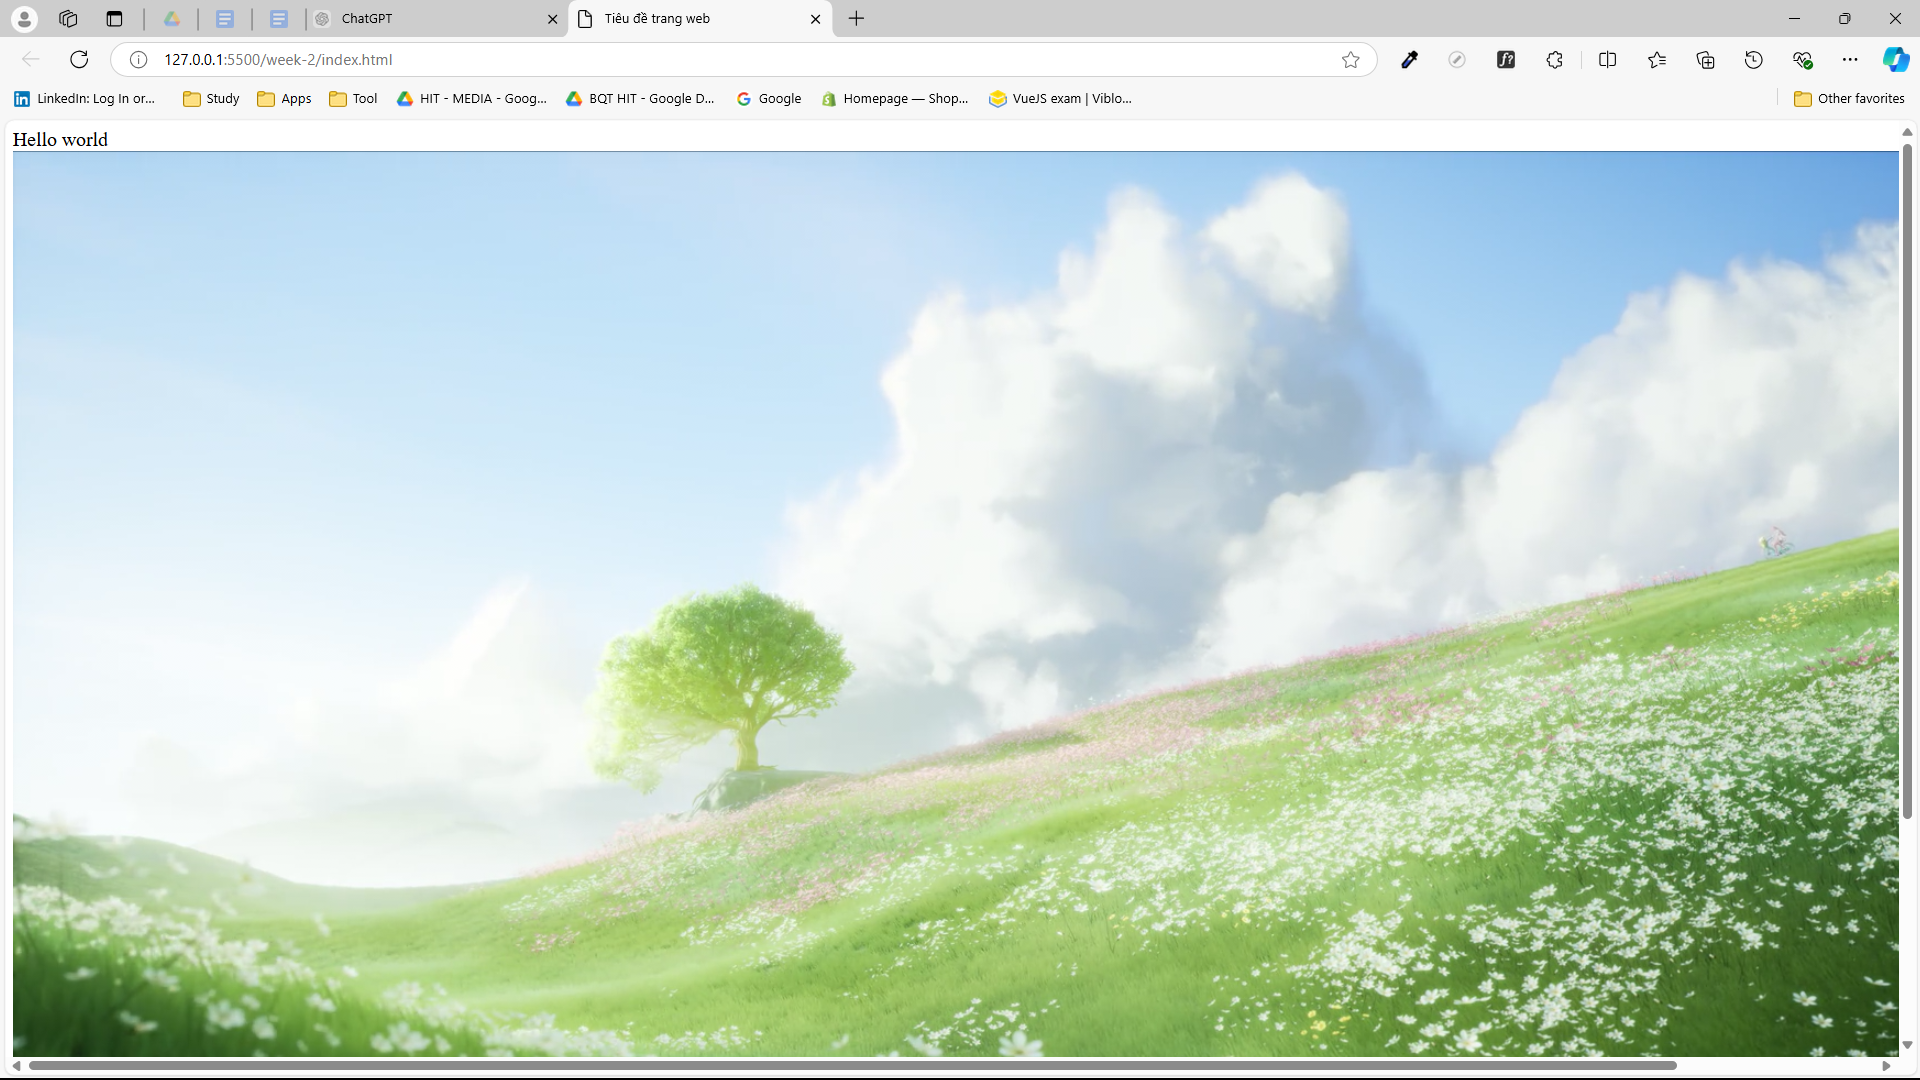 ChatGPT
Tiêu đề trang web
127.0.0.1:5500/week-2/index.html
f?
LinkedIn: Log In or... Study Apps Tool HIT - MEDIA - Goog... BQT HIT - Google D... Google Homepage — Shop... VueJS exam | Viblo... Other favorites
Hello world